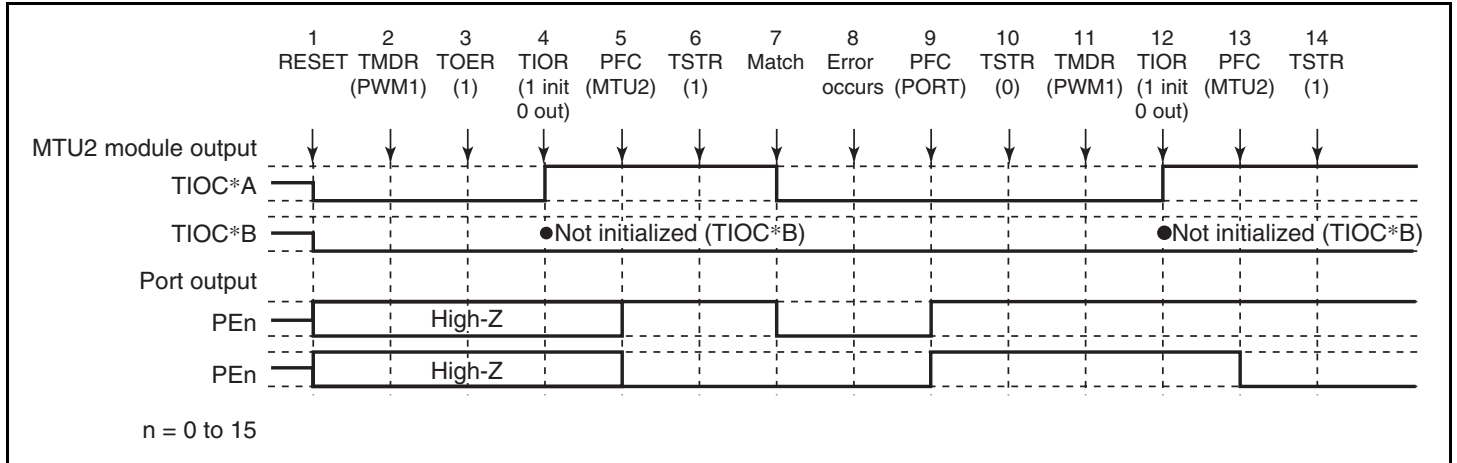 1 2 3 4 5 6 7 8 9 10 11 12 13 14
RESET TMDR TOER TIOR PFC TSTR Match Error PFC TSTR TMDR TIOR PFC TSTR
(PWM1) (1) (1 init (MTU2) (1) occurs (PORT) (0) (PWM1) (1 init (MTU2) (1)
0 out) 0 out)
MTU2 module output
TIOC*A
TIOC*B ●Not initialized (TIOC*B) ●Not initialized (TIOC*B)
Port output
PEn High-Z
PEn High-Z
n = 0 to 15